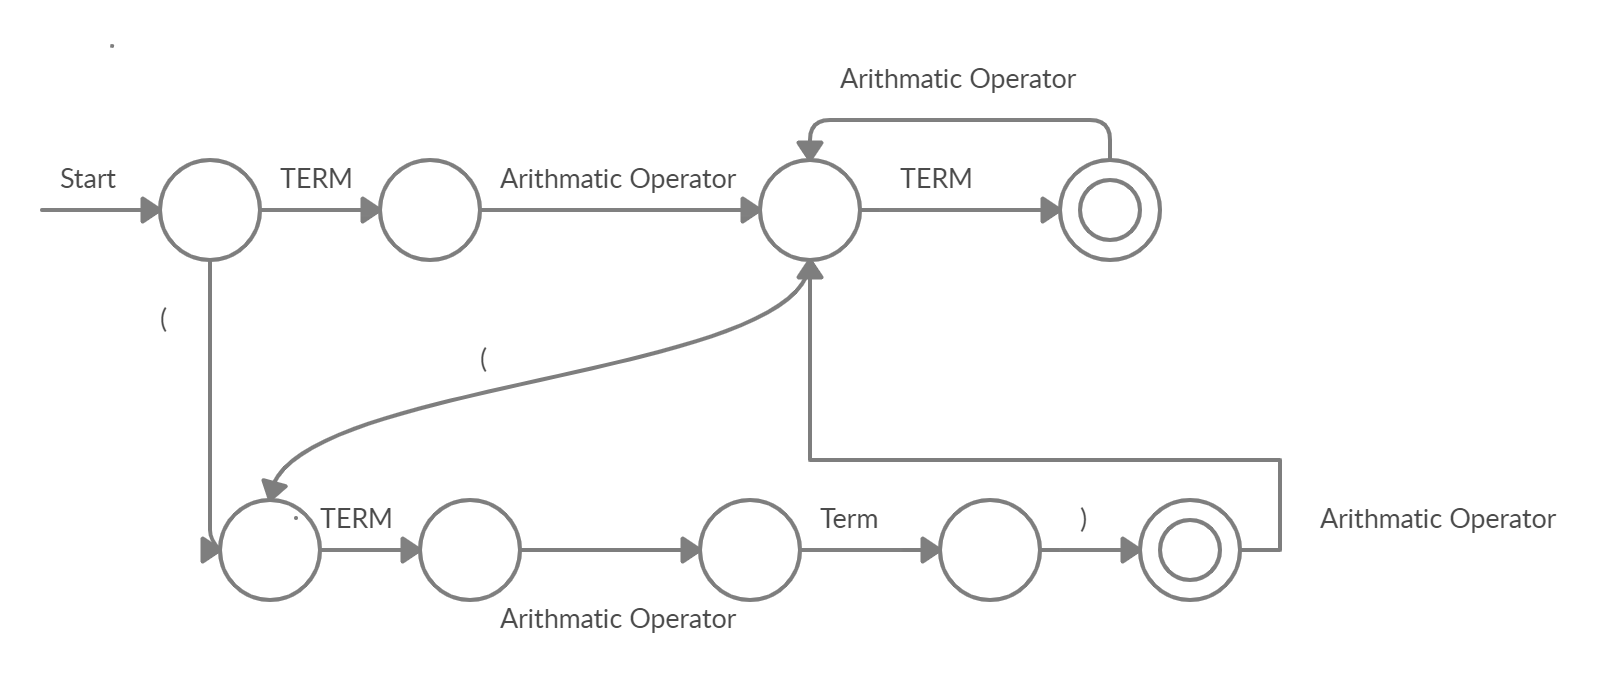 Arithmatic Operator
Start
TERM
Arithmatic Operator
TERM
(
(
TERM
Term
)
Arithmatic Operator
Arithmatic Operator